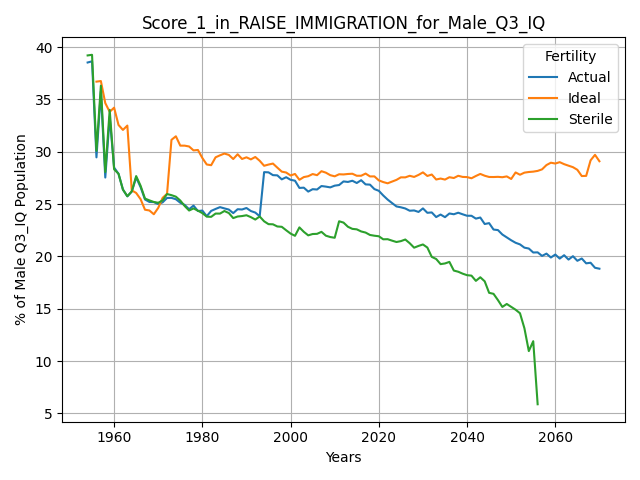 Score_1_in_RAISE_IMMIGRATION_for_Male_Q3_IQ
% of Male Q3_IQ Population
40
35
30
25
20
15
10
5
Fertility
Actual
Ideal
Sterile
1960 1980 2000 2020 2040 2060
Years